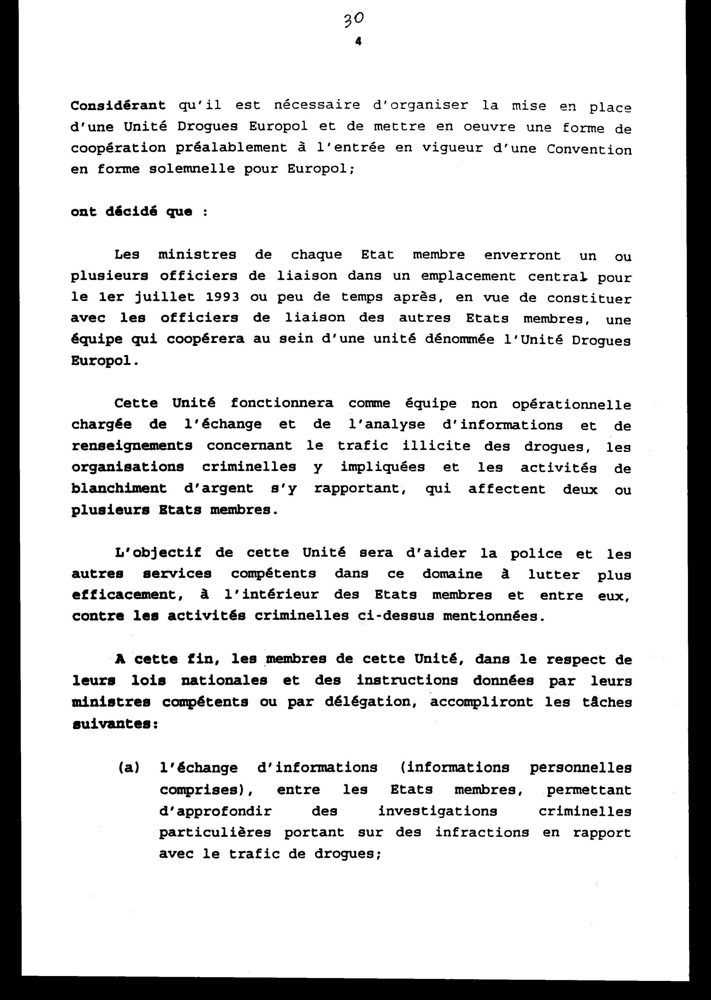 30
4
Considérant qu'il est nécessaire d'organiser la mise en place
d'une Unité Drogues Europol et de mettre en oeuvre une forme de
coopération préalablement à l'entrée en vigueur d'une Convention
en forme solemnelle pour Europol;
ont décidé que :
Les ministres de chaque Etat membre enverront un ou
plusieurs officiers de liaison dans un emplacement central pour
le 1er juillet 1993 ou peu de temps après, en vue de constituer
avec les officiers de liaison des autres Etats membres, une
équipe qui coopérera au sein d'une unité dénommée l'Unité Drogues
Europol.
Cette Unité fonctionnera comme équipe non opérationnelle
chargée de l'échange et de l'analyse d'informations et de
renseignements concernant le trafic illicite des drogues, les
organisations criminelles y impliquées et les activités de
blanchiment d'argent s'y rapportant, qui affectent deux ou
plusieurs Etats membres.
L'objectif de cette Unité sera d'aider la police et les
autres services compétents dans ce domaine à lutter plus
efficacement, à l'intérieur des Etats membres et entre eux,
contre les activités criminelles ci-dessus mentionnées.
A cette fin, les membres de cette Unité, dans le respect de
leurs lois nationales et des instructions données par leurs
ministres compétents ou par délégation, accompliront les tâches
suivantes:
(a) l'échange d'informations (informations personnelles
comprises), entre les Etats membres, permettant
d'approfondir des investigations criminelles
particulières portant sur des infractions en rapport
avec le trafic de drogues;